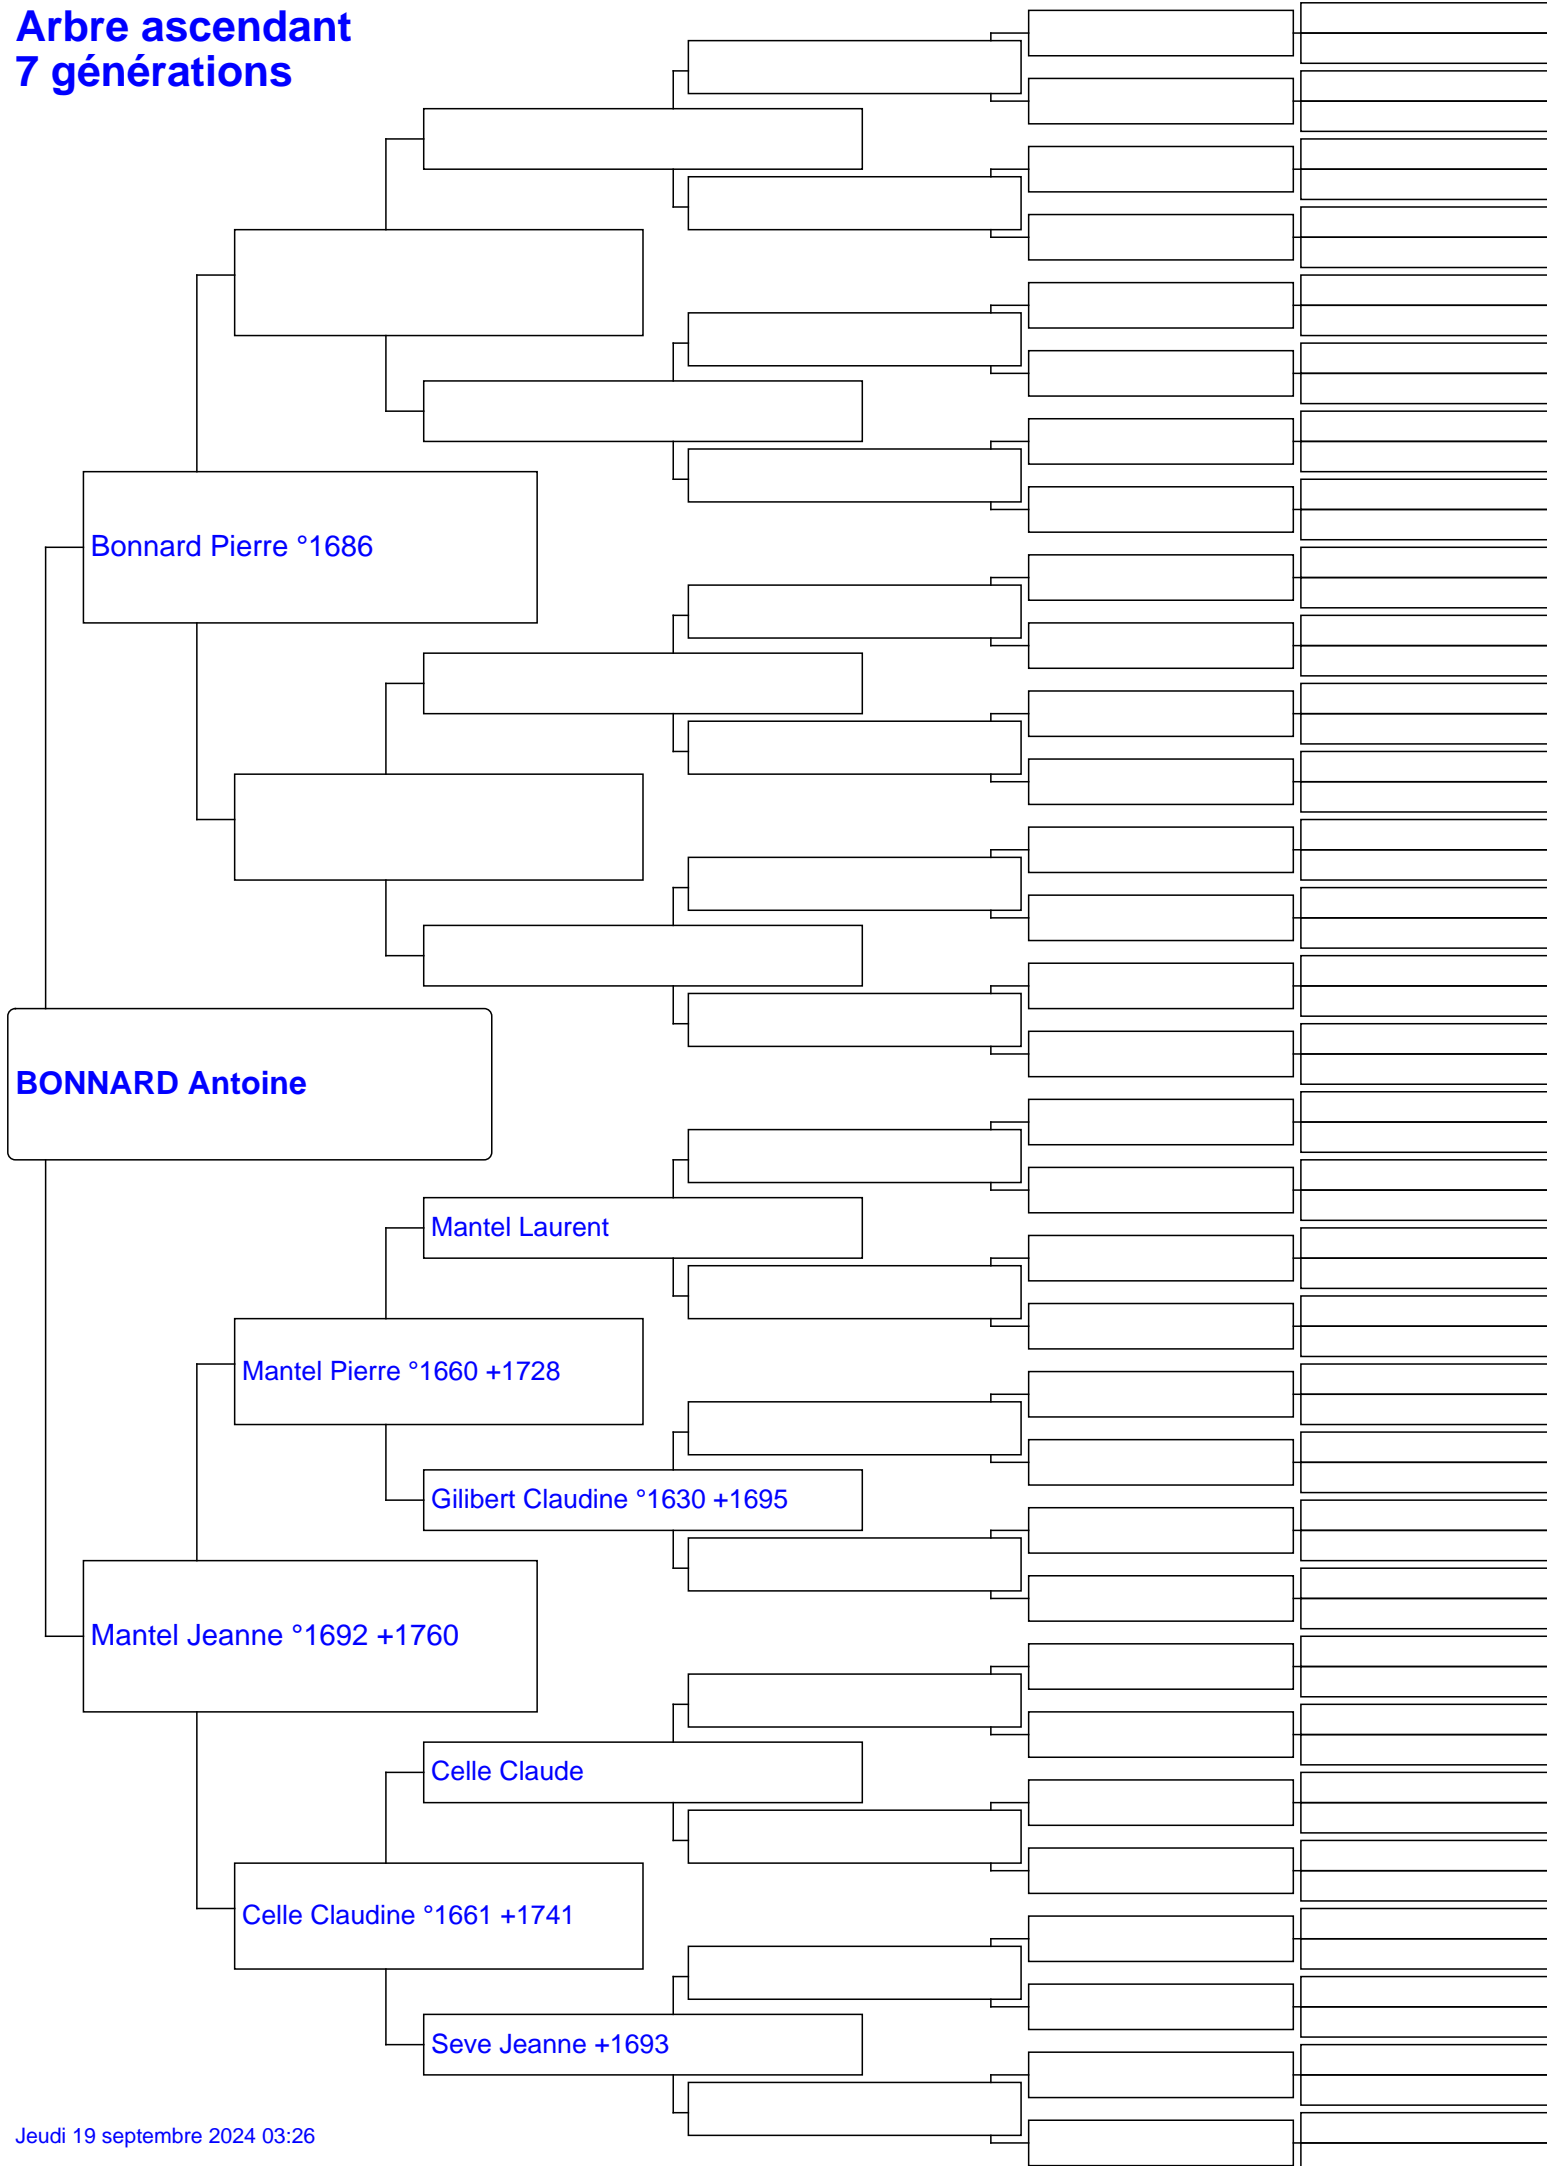 Arbre ascendant
7 générations
Bonnard Pierre °1686
BONNARD Antoine
Mantel Laurent
Mantel Pierre °1660 +1728
Gilibert Claudine °1630 +1695
Mantel Jeanne °1692 +1760
Celle Claude
Celle Claudine °1661 +1741
Seve Jeanne +1693
Jeudi 19 septembre 2024 03:26